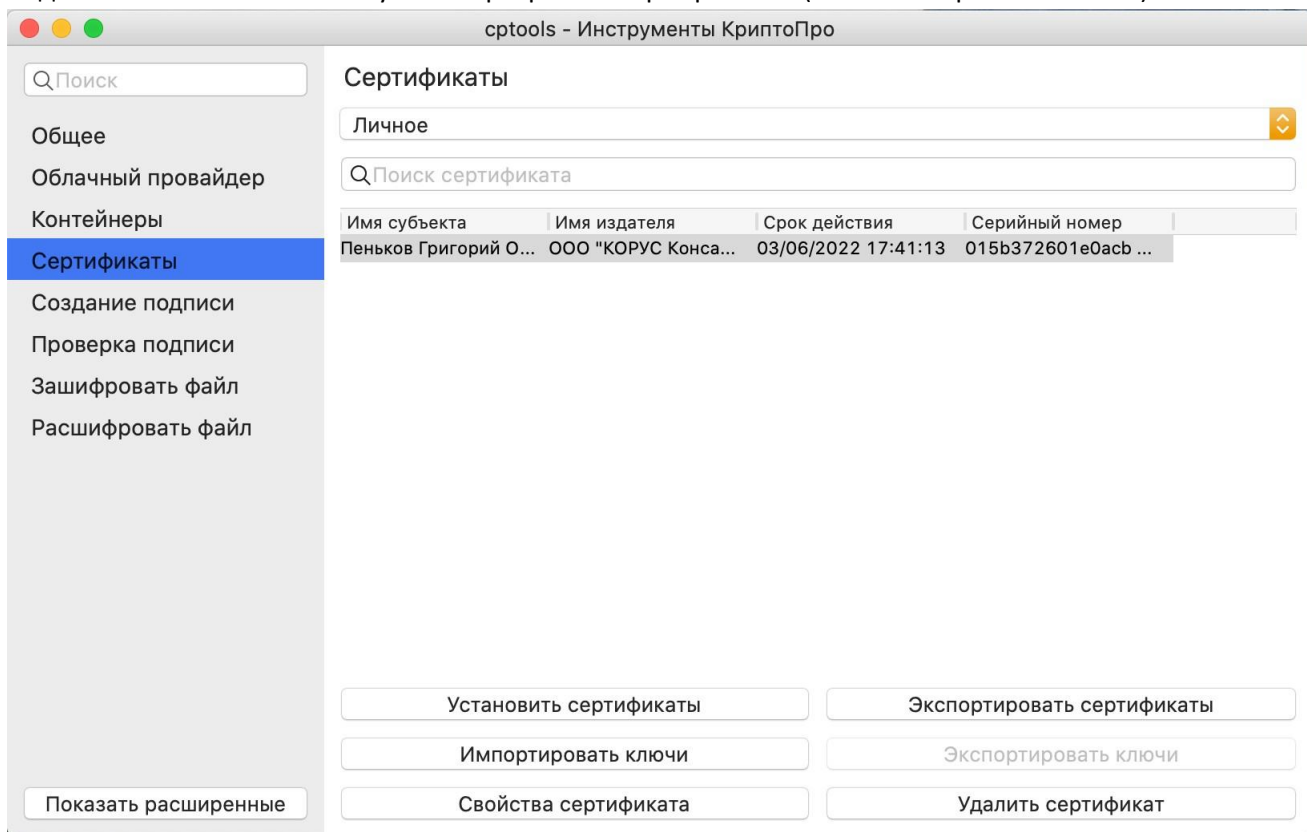 cptools - Инструменты КриптоПро
Поиск
Общее
Облачный провайдер
Контейнеры
Сертификаты
Создание подписи
Проверка подписи
Зашифровать файл
Расшифровать файл
Показать расширенные
Сертификаты
Личное
Поиск сертификата
Имя субъекта Имя издателя Срок действия Серийный номер
Пеньков Григорий О... ООО "КОРУС Конса... 03/06/2022 17:41:13 015b372601e0acb ...
Установить сертификаты Экспортировать сертификаты
Импортировать ключи Экспортировать ключи
Свойства сертификата Удалить сертификат